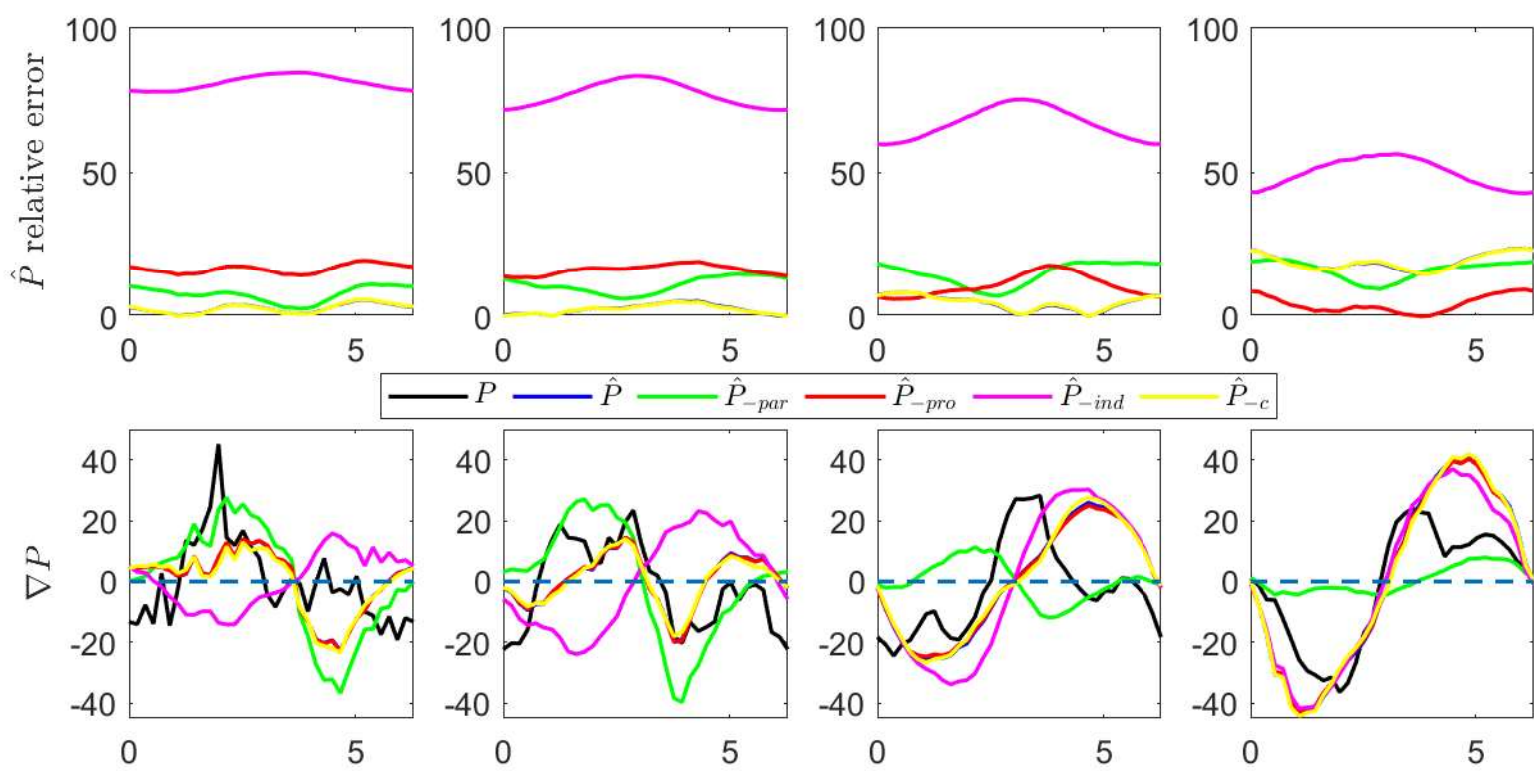 100 100 100 100
P̂ relative error
50 50 50 50
0 0 0 0
0 5 0 5 0 5 0 5
P P̂ P̂_{-par} P̂_{-pro} P̂_{-ind} P̂_{-c}
∇P
40 40 40 40
20 20 20 20
0 0 0 0
-20 -20 -20 -20
-40 -40 -40 -40
0 5 0 5 0 5 0 5